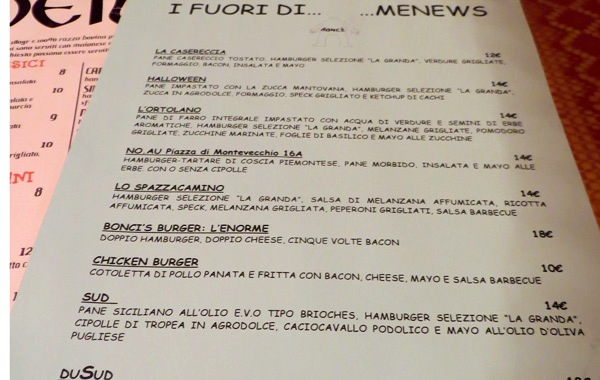 I FUORI DI... ...MENEWS
BONCI
LA CASERECCIA 12€
PANE CASERECCIO TOSTATO, HAMBURGER SELEZIONE "LA GRANDA", VERDURE GRIGLIATE,
FORMAGGIO, BACON, INSALATA E MAYO
HALLOWEEN 14€
PANE IMPASTATO CON LA ZUCCA MANTOVANA, HAMBURGER SELEZIONE "LA GRANDA",
ZUCCA IN AGRODOLCE, FORMAGGIO, SPECK GRIGLIATO E KETCHUP DI CACHI
L'ORTOLANO 14€
PANE DI FARRO INTEGRALE IMPASTATO CON ACQUA DI VERDURE E SEMINI DI ERBE
AROMATICHE, HAMBURGER SELEZIONE "LA GRANDA", MELANZANE GRIGLIATE, POMODORO
GRIGLIATE, ZUCCHINE MARINATE, FOGLIE DI BASILICO E MAYO ALLE ZUCCHINE
NO.AU Piazza di Montevecchio 16A 14€
HAMBURGER-TARTARE DI COSCIA PIEMONTESE, PANE MORBIDO, INSALATA E MAYO ALLE
ERBE. CON O SENZA CIPOLLE
LO SPAZZACAMINO 14€
HAMBURGER SELEZIONE "LA GRANDA", SALSA DI MELANZANA AFFUMICATA, RICOTTA
AFFUMICATA, SPECK, MELANZANA GRIGLIATA, PEPERONI GRIGLIATI, SALSA BARBECUE
BONCI'S BURGER: L'ENORME 18€
DOPPIO HAMBURGER, DOPPIO CHEESE, CINQUE VOLTE BACON
CHICKEN BURGER 10€
COTOLETTA DI POLLO PANATA E FRITTA CON BACON, CHEESE, MAYO E SALSA BARBECUE
SUD 14€
PANE SICILIANO ALL'OLIO E.V.O TIPO BRIOCHES, HAMBURGER SELEZIONE "LA GRANDA",
CIPOLLE DI TROPEA IN AGRODOLCE, CACIOCAVALLO PODOLICO E MAYO ALL'OLIO D'OLIVA
PUGLIESE
DUSUD
8
9
10
8
12
10